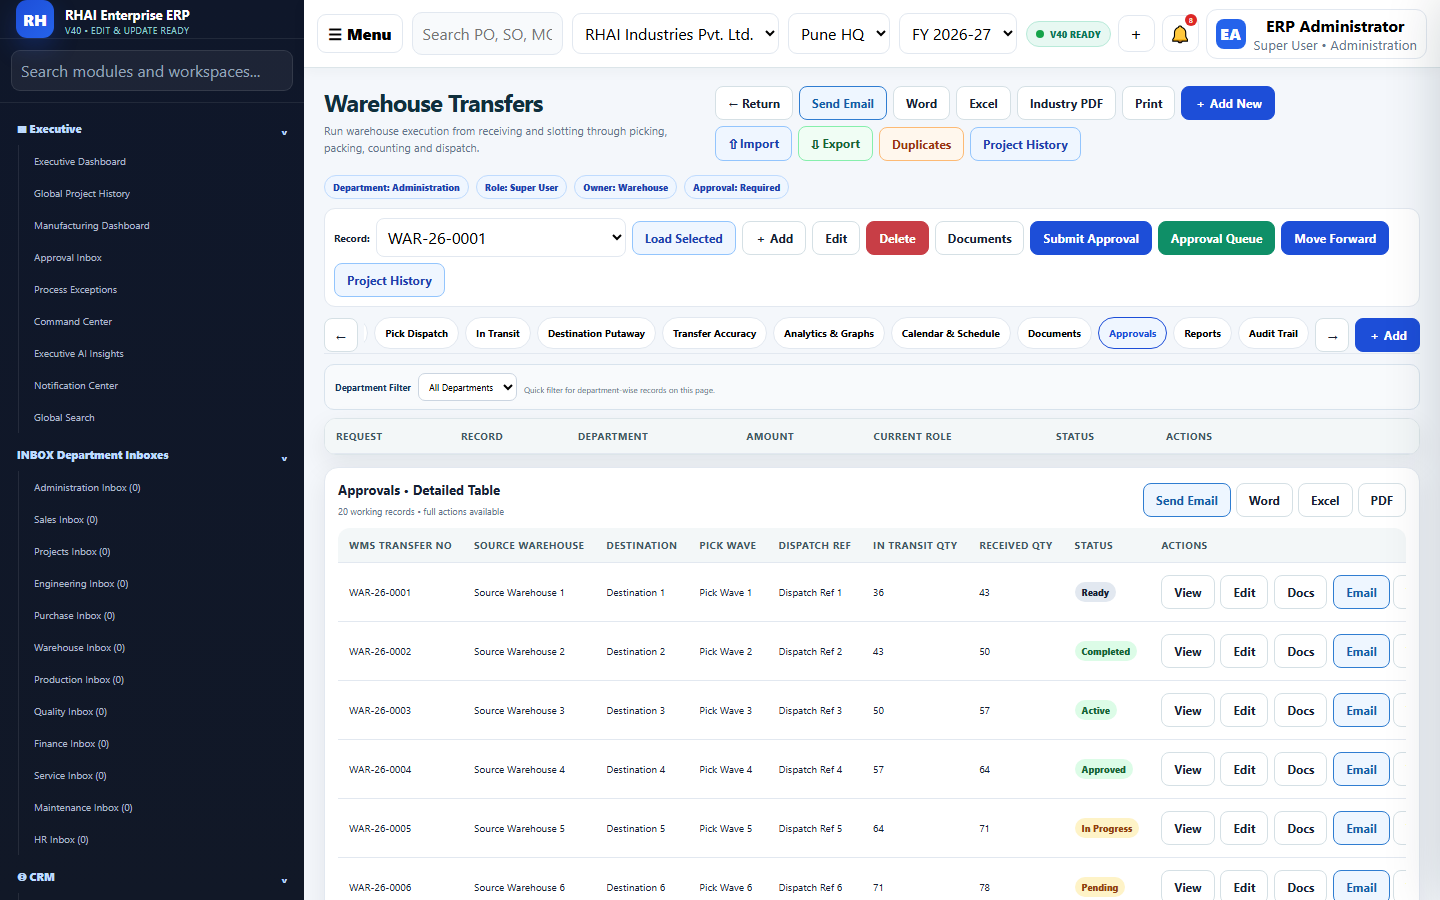 RH
RHAI Enterprise ERP
V40 • EDIT & UPDATE READY
Search modules and workspaces...
Executive
Executive Dashboard
Global Project History
Manufacturing Dashboard
Approval Inbox
Process Exceptions
Command Center
Executive AI Insights
Notification Center
Global Search
INBOX Department Inboxes
Administration Inbox (0)
Sales Inbox (0)
Projects Inbox (0)
Engineering Inbox (0)
Purchase Inbox (0)
Warehouse Inbox (0)
Production Inbox (0)
Quality Inbox (0)
Finance Inbox (0)
Service Inbox (0)
Maintenance Inbox (0)
HR Inbox (0)
CRM
☰ Menu
Search PO, SO, MO
RHAI Industries Pvt. Ltd.
Pune HQ
FY 2026-27
V40 READY
+
8
EA
ERP Administrator
Super User • Administration
Warehouse Transfers
Run warehouse execution from receiving and slotting through picking,
packing, counting and dispatch.
← Return
Send Email
Word
Excel
Industry PDF
Print
+ Add New
⇧ Import
⇩ Export
Duplicates
Project History
Department: Administration
Role: Super User
Owner: Warehouse
Approval: Required
Record:
WAR-26-0001
Load Selected
+ Add
Edit
Delete
Documents
Submit Approval
Approval Queue
Move Forward
Project History
←
Pick Dispatch
In Transit
Destination Putaway
Transfer Accuracy
Analytics & Graphs
Calendar & Schedule
Documents
Approvals
Reports
Audit Trail
→
+ Add
Department Filter
All Departments
Quick filter for department-wise records on this page.
REQUEST RECORD DEPARTMENT AMOUNT CURRENT ROLE STATUS ACTIONS
Approvals • Detailed Table
20 working records • full actions available
Send Email
Word
Excel
PDF
WMS TRANSFER NO SOURCE WAREHOUSE DESTINATION PICK WAVE DISPATCH REF IN TRANSIT QTY RECEIVED QTY STATUS ACTIONS
WAR-26-0001 Source Warehouse 1 Destination 1 Pick Wave 1 Dispatch Ref 1 36 43 Ready View Edit Docs Email
WAR-26-0002 Source Warehouse 2 Destination 2 Pick Wave 2 Dispatch Ref 2 43 50 Completed View Edit Docs Email
WAR-26-0003 Source Warehouse 3 Destination 3 Pick Wave 3 Dispatch Ref 3 50 57 Active View Edit Docs Email
WAR-26-0004 Source Warehouse 4 Destination 4 Pick Wave 4 Dispatch Ref 4 57 64 Approved View Edit Docs Email
WAR-26-0005 Source Warehouse 5 Destination 5 Pick Wave 5 Dispatch Ref 5 64 71 In Progress View Edit Docs Email
WAR-26-0006 Source Warehouse 6 Destination 6 Pick Wave 6 Dispatch Ref 6 71 78 Pending View Edit Docs Email